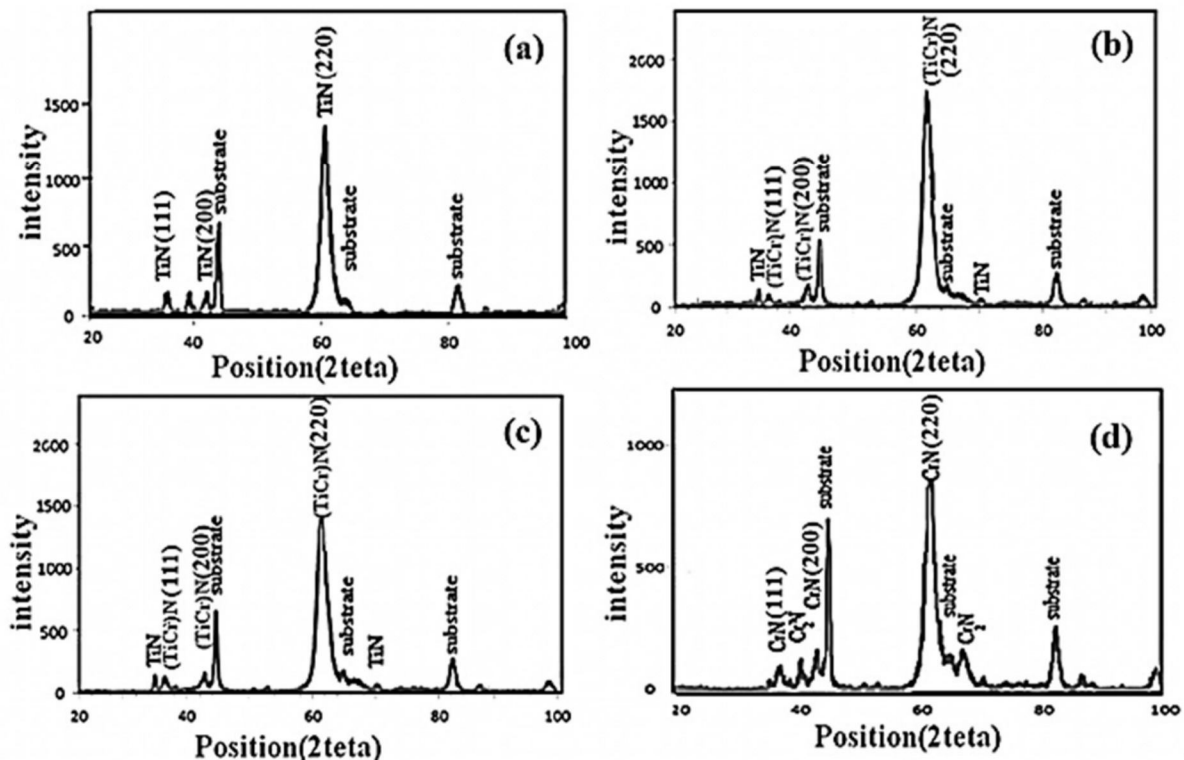 (a)
intensity
1500
1000
500
0
TiN (111)
TiN (200)
substrate
TiN (220)
substrate
substrate
20
40
60
80
100
Position(2teta)
(b)
intensity
2000
1500
1000
500
0
TiN
(TiCr)N(111)
(TiCr)N(200)
substrate
(TiCr)N
(220)
substrate
TiN
substrate
20
40
60
80
100
Position(2teta)
(c)
intensity
2000
1500
1000
500
0
TiN
(TiCr)N (111)
(TiCr)N(200)
substrate
(TiCr)N(220)
substrate
TiN
substrate
20
40
60
80
100
Position(2teta)
(d)
intensity
1000
500
0
CrN (111)
Cr2N
CrN (200)
substrate
CrN (220)
substrate
CrN2
substrate
20
40
60
80
100
Position(2teta)